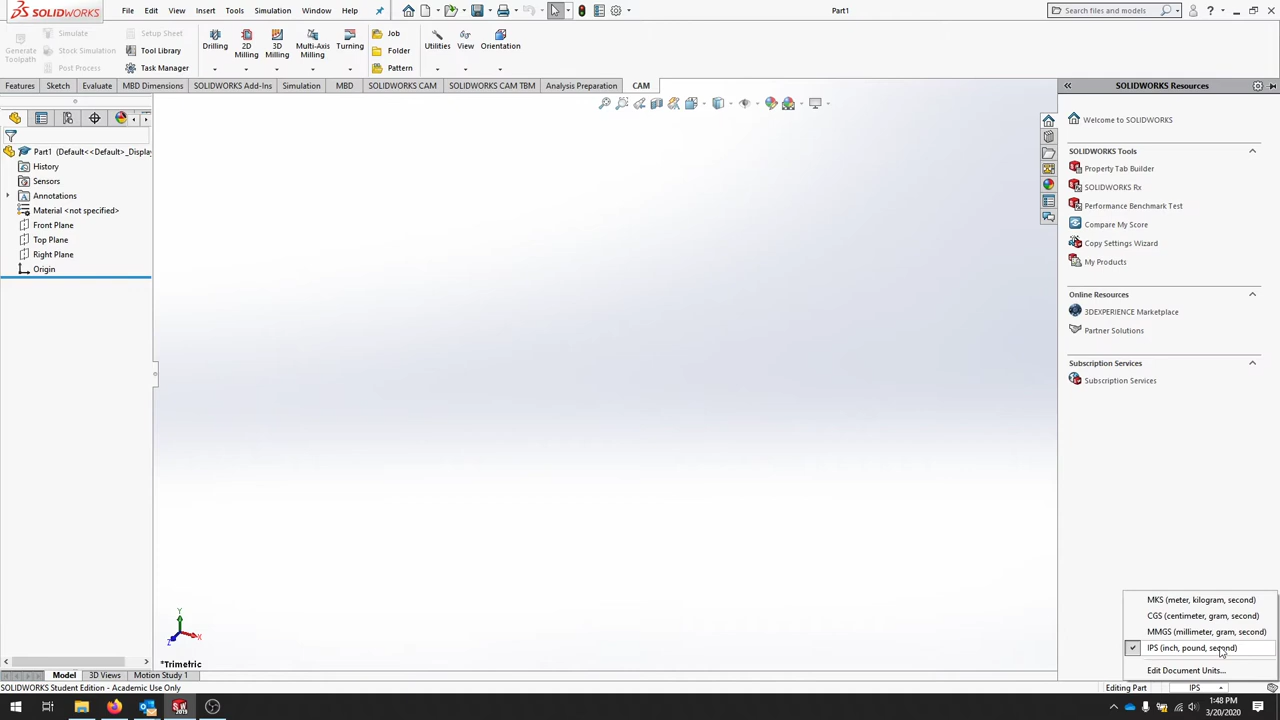 SOLIDWORKS
File
Edit
View
Insert
Tools
Simulation
Window
Help
Part1
Search files and models
Generate
Toolpath
Simulate
Stock Simulation
Post Process
Setup Sheet
Tool Library
Task Manager
Drilling
2D
Milling
3D
Milling
Multi-Axis
Milling
Turning
Job
Folder
Pattern
Utilities
View
Orientation
Features
Sketch
Evaluate
MBD Dimensions
SOLIDWORKS Add-Ins
Simulation
MBD
SOLIDWORKS CAM
SOLIDWORKS CAM TBM
Analysis Preparation
CAM
Part1 (Default<<Default>_Display
History
Sensors
Annotations
Material <not specified>
Front Plane
Top Plane
Right Plane
Origin
SOLIDWORKS Resources
Welcome to SOLIDWORKS
SOLIDWORKS Tools
Property Tab Builder
SOLIDWORKS Rx
Performance Benchmark Test
Compare My Score
Copy Settings Wizard
My Products
Online Resources
3DEXPERIENCE Marketplace
Partner Solutions
Subscription Services
Subscription Services
MKS (meter, kilogram, second)
CGS (centimeter, gram, second)
MMGS (millimeter, gram, second)
IPS (inch, pound, second)
Edit Document Units...
Y
X
Z
*Trimetric
Model
3D Views
Motion Study 1
SOLIDWORKS Student Edition - Academic Use Only
Editing Part
IPS
1:48 PM
3/20/2020